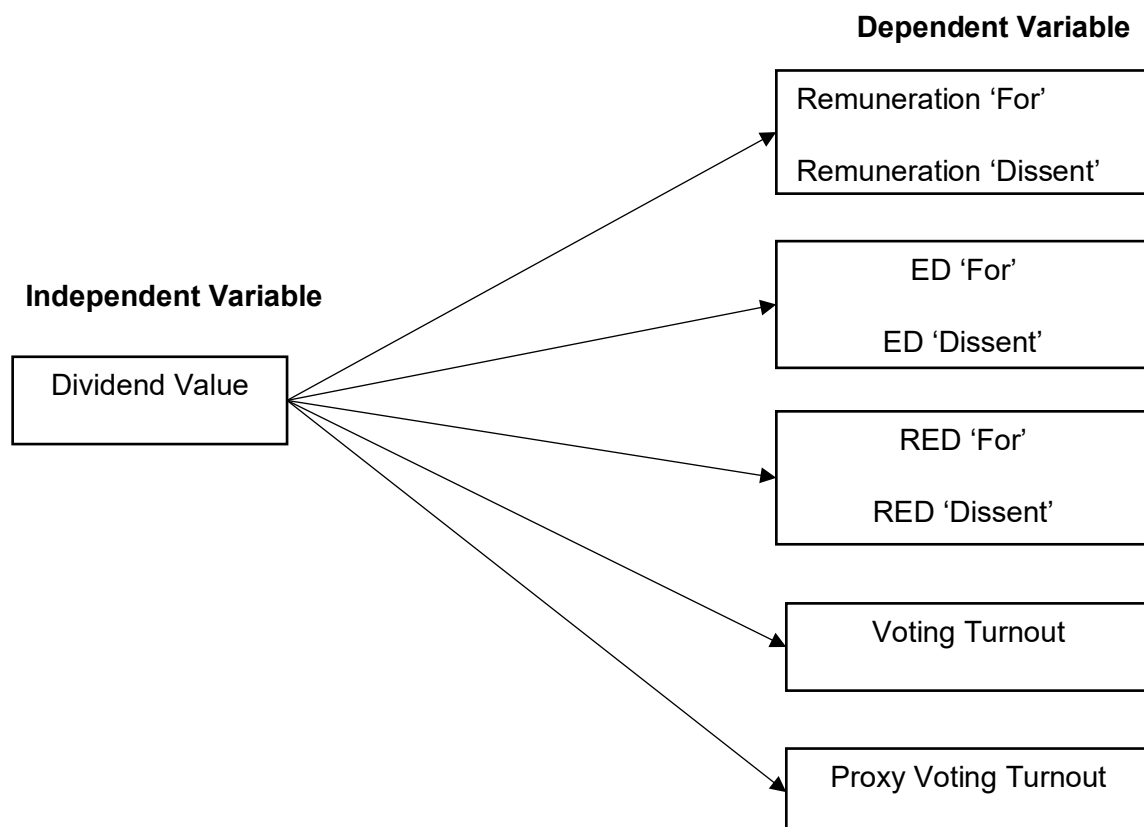 Dependent Variable
Remuneration ‘For’
Remuneration ‘Dissent’
ED ‘For’
ED ‘Dissent’
Independent Variable
Dividend Value
RED ‘For’
RED ‘Dissent’
Voting Turnout
Proxy Voting Turnout